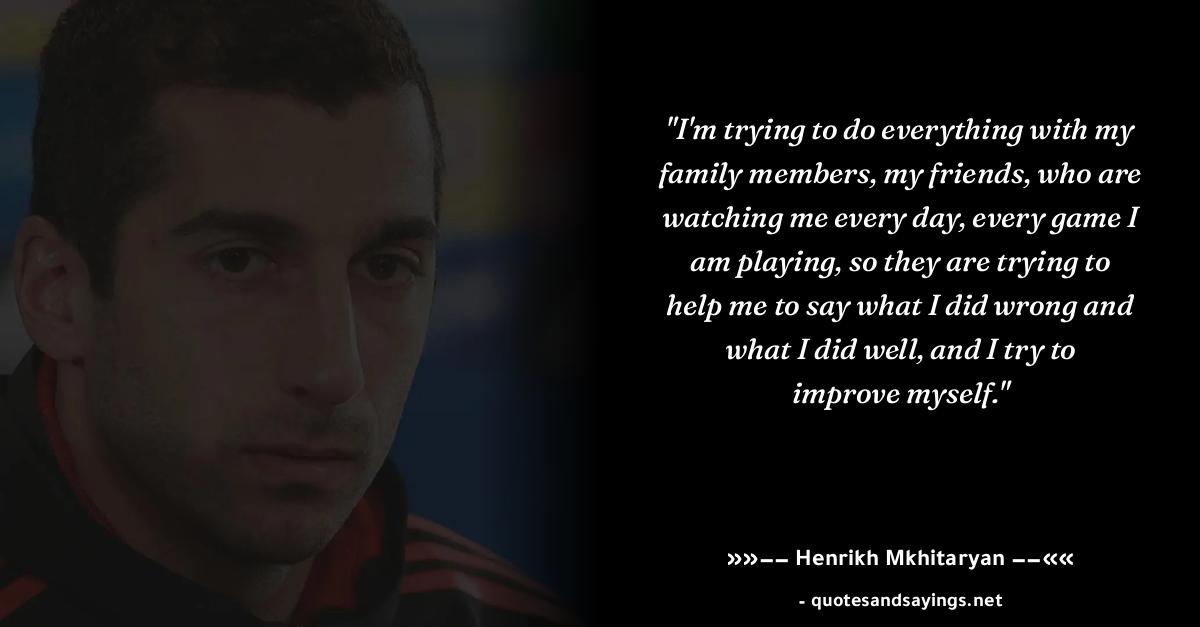 "I'm trying to do everything with my
family members, my friends, who are
watching me every day, every game I
am playing, so they are trying to
help me to say what I did wrong and
what I did well, and I try to
improve myself."
»»–– Henrikh Mkhitaryan ––««
- quotesandsayings.net